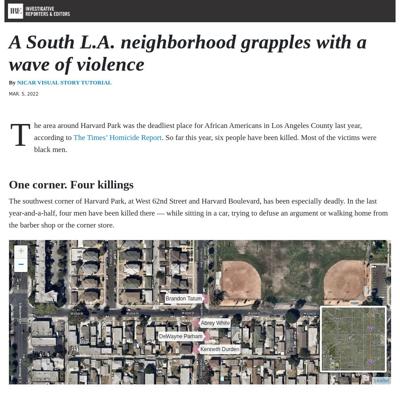 IRE
INVESTIGATIVE
REPORTERS & EDITORS
A South L.A. neighborhood grapples with a
wave of violence
By NICAR VISUAL STORY TUTORIAL
MAR. 5, 2022
The area around Harvard Park was the deadliest place for African Americans in Los Angeles County last year,
according to The Times' Homicide Report. So far this year, six people have been killed. Most of the victims were
black men.
One corner. Four killings
The southwest corner of Harvard Park, at West 62nd Street and Harvard Boulevard, has been especially deadly. In the last
year-and-a-half, four men have been killed there — while sitting in a car, trying to defuse an argument or walking home from
the barber shop or the corner store.
+
−
Brandon Tatum
Abrey White
DeWayne Parham
Kenneth Durden
Leaflet